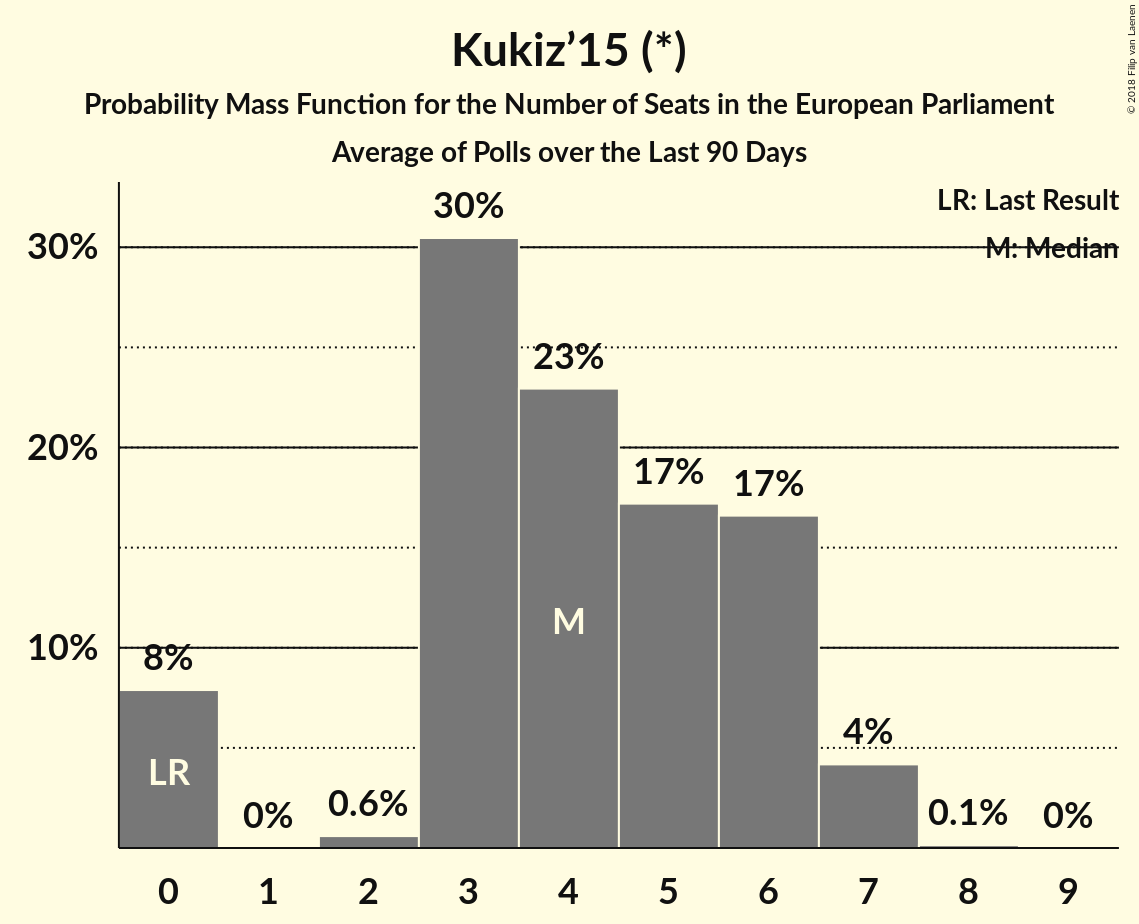 Kukiz’15 (*)
Probability Mass Function for the Number of Seats in the European Parliament
Average of Polls over the Last 90 Days
© 2018 Filip van Laenen
LR: Last Result
M: Median
30%
20%
10%
8%
0%
0.6%
30%
23%
17%
17%
4%
0.1%
0%
LR
M
0 1 2 3 4 5 6 7 8 9